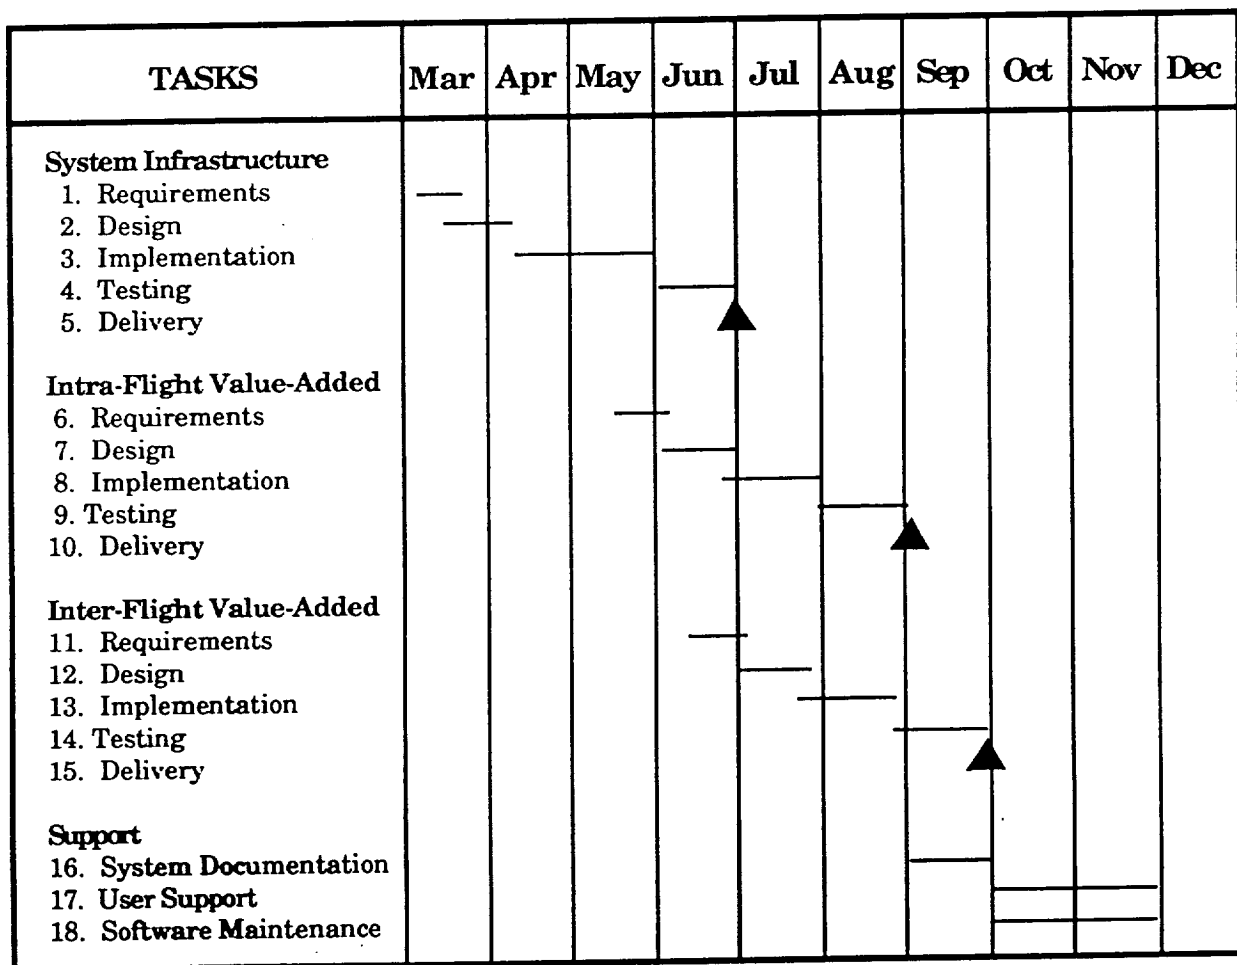 TASKS Mar Apr May Jun Jul Aug Sep Oct Nov Dec
System Infrastructure
1. Requirements
2. Design
3. Implementation
4. Testing
5. Delivery
Intra-Flight Value-Added
6. Requirements
7. Design
8. Implementation
9. Testing
10. Delivery
Inter-Flight Value-Added
11. Requirements
12. Design
13. Implementation
14. Testing
15. Delivery
Support
16. System Documentation
17. User Support
18. Software Maintenance